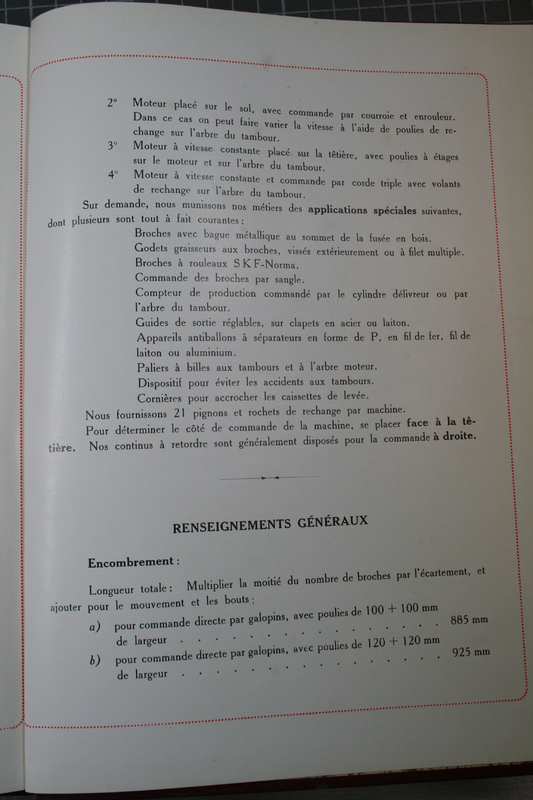 2° Moteur placé sur le sol, avec commande par courroie et enrouleur.
Dans ce cas on peut faire varier la vitesse à l'aide de poulies de re-
change sur l'arbre du tambour.
3° Moteur à vitesse constante placé sur la têtière, avec poulies à étages
sur le moteur et sur l'arbre du tambour.
4° Moteur à vitesse constante et commande par corde triple avec volants
de rechange sur l'arbre du tambour.
Sur demande, nous munissons nos métiers des applications spéciales suivantes,
dont plusieurs sont tout à fait courantes :
Broches avec bague métallique au sommet de la fusée en bois.
Godets graisseurs aux broches, vissés extérieurement ou à filet multiple.
Broches à rouleaux SKF-Norma.
Commande des broches par sangle.
Compteur de production commandé par le cylindre délivreur ou par
l'arbre du tambour.
Guides de sortie réglables, sur clapets en acier ou laiton.
Appareils antiballons à séparateurs en forme de P, en fil de fer, fil de
laiton ou aluminium.
Paliers à billes aux tambours et à l'arbre moteur.
Dispositif pour éviter les accidents aux tambours.
Cornières pour accrocher les caissettes de levée.
Nous fournissons 21 pignons et rochets de rechange par machine.
Pour déterminer le côté de commande de la machine, se placer face à la tê-
tière. Nos continus à retordre sont généralement disposés pour la commande à droite.
RENSEIGNEMENTS GÉNÉRAUX
Encombrement :
Longueur totale : Multiplier la moitié du nombre de broches par l'écartement, et
ajouter pour le mouvement et les bouts :
a) pour commande directe par galopins, avec poulies de 100 + 100 mm
de largeur . . . . . . . . . . . . . . . . 885 mm
b) pour commande directe par galopins, avec poulies de 120 + 120 mm
de largeur . . . . . . . . . . . . . . . . 925 mm